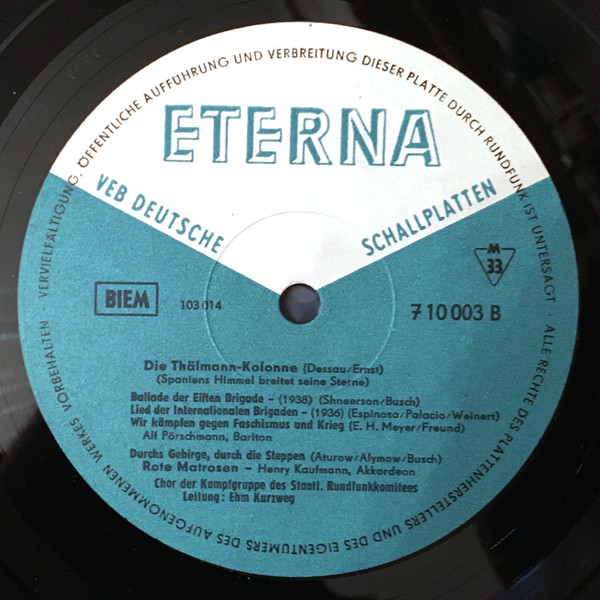 VERVIELFÄLTIGUNG, ÖFFENTLICHE AUFFÜHRUNG UND VERBREITUNG DIESER PLATTE DURCH RUNDFUNK IST UNTERSAGT · ALLE RECHTE DES PLATTENHERSTELLERS UND DES EIGENTUMERS DES AUFGENOMMENEN WERKES VORBEHALTEN
ETERNA
VEB DEUTSCHE SCHALLPLATTEN
M
33
BIEM
103 014
7 10 003 B
Die Thälmann-Kolonne (Dessau/Ernst)
(Spaniens Himmel breitet seine Sterne)
Ballade der Elften Brigade – (1938) (Shneerson/Busch)
Lied der Internationalen Brigaden – (1936) (Espinosa/Palacio/Weinert)
Wir kämpfen gegen Faschismus und Krieg (E. H. Meyer/Freund)
Alf Pörschmann, Bariton
Durchs Gebirge, durch die Steppen (Aturow/Alymow/Busch)
Rote Matrosen – Henry Kaufmann, Akkordeon
Chor der Kampfgruppe des Staatl. Rundfunkkomitees
Leitung: Ehm Kurzweg